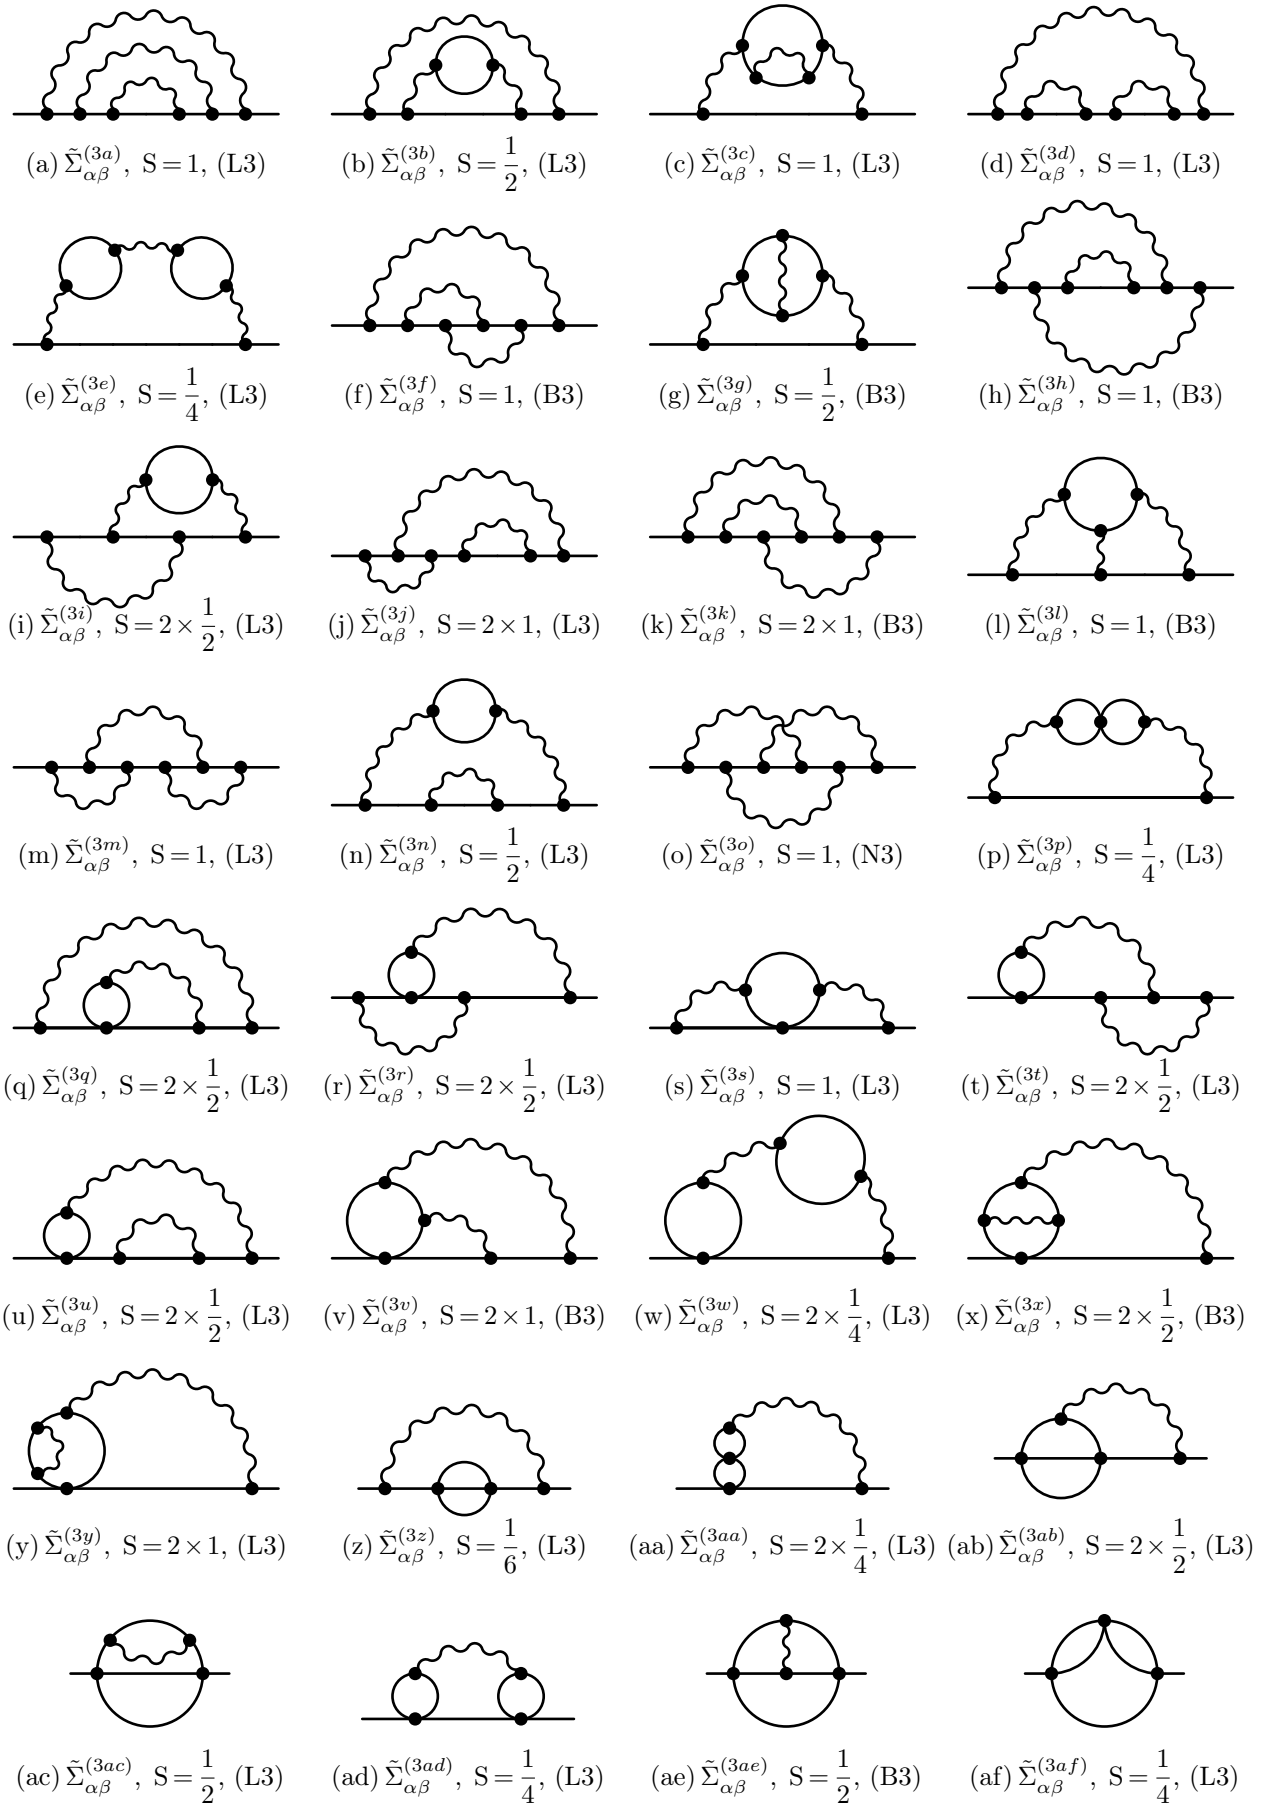 (a) Σ̃_{αβ}^{(3a)}, S = 1, (L3) (b) Σ̃_{αβ}^{(3b)}, S = 1/2, (L3) (c) Σ̃_{αβ}^{(3c)}, S = 1, (L3) (d) Σ̃_{αβ}^{(3d)}, S = 1, (L3)
(e) Σ̃_{αβ}^{(3e)}, S = 1/4, (L3) (f) Σ̃_{αβ}^{(3f)}, S = 1, (B3) (g) Σ̃_{αβ}^{(3g)}, S = 1/2, (B3) (h) Σ̃_{αβ}^{(3h)}, S = 1, (B3)
(i) Σ̃_{αβ}^{(3i)}, S = 2 × 1/2, (L3) (j) Σ̃_{αβ}^{(3j)}, S = 2 × 1, (L3) (k) Σ̃_{αβ}^{(3k)}, S = 2 × 1, (B3) (l) Σ̃_{αβ}^{(3l)}, S = 1, (B3)
(m) Σ̃_{αβ}^{(3m)}, S = 1, (L3) (n) Σ̃_{αβ}^{(3n)}, S = 1/2, (L3) (o) Σ̃_{αβ}^{(3o)}, S = 1, (N3) (p) Σ̃_{αβ}^{(3p)}, S = 1/4, (L3)
(q) Σ̃_{αβ}^{(3q)}, S = 2 × 1/2, (L3) (r) Σ̃_{αβ}^{(3r)}, S = 2 × 1/2, (L3) (s) Σ̃_{αβ}^{(3s)}, S = 1, (L3) (t) Σ̃_{αβ}^{(3t)}, S = 2 × 1/2, (L3)
(u) Σ̃_{αβ}^{(3u)}, S = 2 × 1/2, (L3) (v) Σ̃_{αβ}^{(3v)}, S = 2 × 1, (B3) (w) Σ̃_{αβ}^{(3w)}, S = 2 × 1/4, (L3) (x) Σ̃_{αβ}^{(3x)}, S = 2 × 1/2, (B3)
(y) Σ̃_{αβ}^{(3y)}, S = 2 × 1, (L3) (z) Σ̃_{αβ}^{(3z)}, S = 1/6, (L3) (aa) Σ̃_{αβ}^{(3aa)}, S = 2 × 1/4, (L3) (ab) Σ̃_{αβ}^{(3ab)}, S = 2 × 1/2, (L3)
(ac) Σ̃_{αβ}^{(3ac)}, S = 1/2, (L3) (ad) Σ̃_{αβ}^{(3ad)}, S = 1/4, (L3) (ae) Σ̃_{αβ}^{(3ae)}, S = 1/2, (B3) (af) Σ̃_{αβ}^{(3af)}, S = 1/4, (L3)